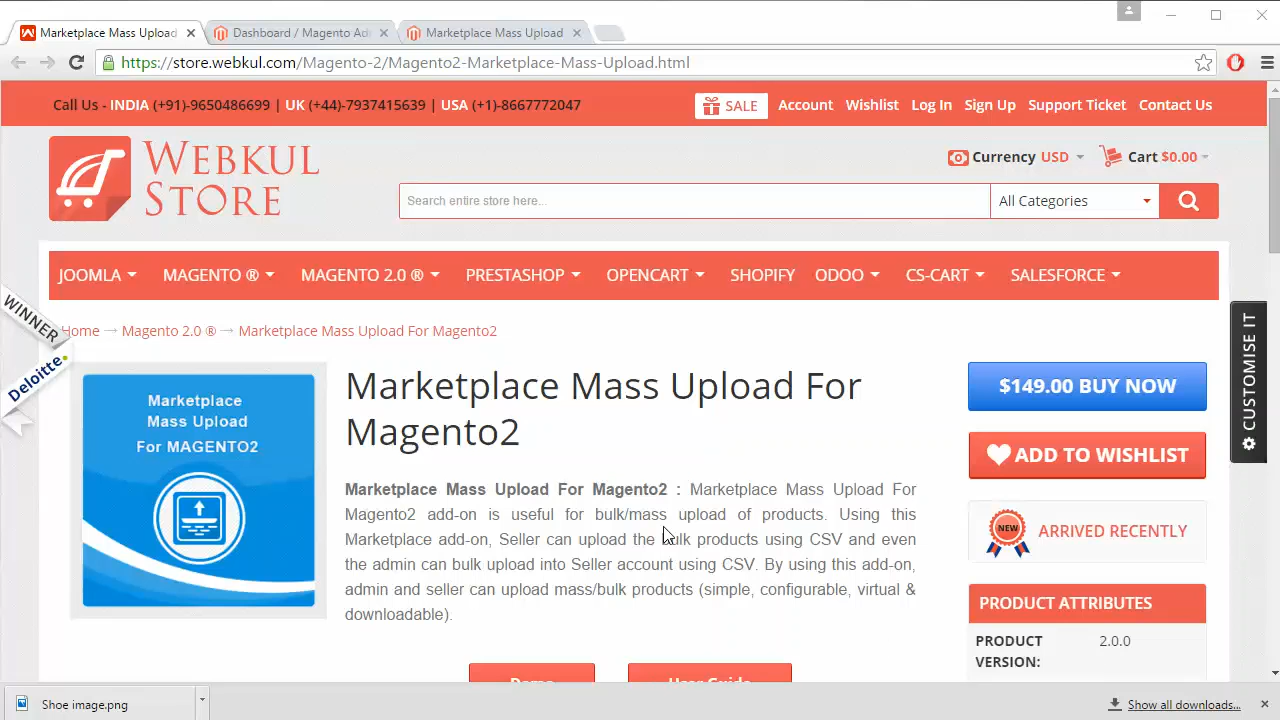 Marketplace Mass Upload
Dashboard / Magento Ad
Marketplace Mass Upload
https://store.webkul.com/Magento-2/Magento2-Marketplace-Mass-Upload.html
Call Us - INDIA (+91)-9650486699 | UK (+44)-7937415639 | USA (+1)-8667772047
SALE Account Wishlist Log In Sign Up Support Ticket Contact Us
WEBKUL
STORE
Currency USD
Cart $0.00
Search entire store here...
All Categories
JOOMLA MAGENTO ® MAGENTO 2.0 ® PRESTASHOP OPENCART SHOPIFY ODOO CS-CART SALESFORCE
WINNER
Deloitte.
Home → Magento 2.0 ® → Marketplace Mass Upload For Magento2
CUSTOMISE IT
Marketplace
Mass Upload
For MAGENTO2
Marketplace Mass Upload For
Magento2
Marketplace Mass Upload For Magento2 : Marketplace Mass Upload For
Magento2 add-on is useful for bulk/mass upload of products. Using this
Marketplace add-on, Seller can upload the bulk products using CSV and even
the admin can bulk upload into Seller account using CSV. By using this add-on,
admin and seller can upload mass/bulk products (simple, configurable, virtual &
downloadable).
$149.00 BUY NOW
ADD TO WISHLIST
NEW
ARRIVED RECENTLY
PRODUCT ATTRIBUTES
PRODUCT
VERSION:
2.0.0
User Guide
Shoe image.png
Show all downloads...